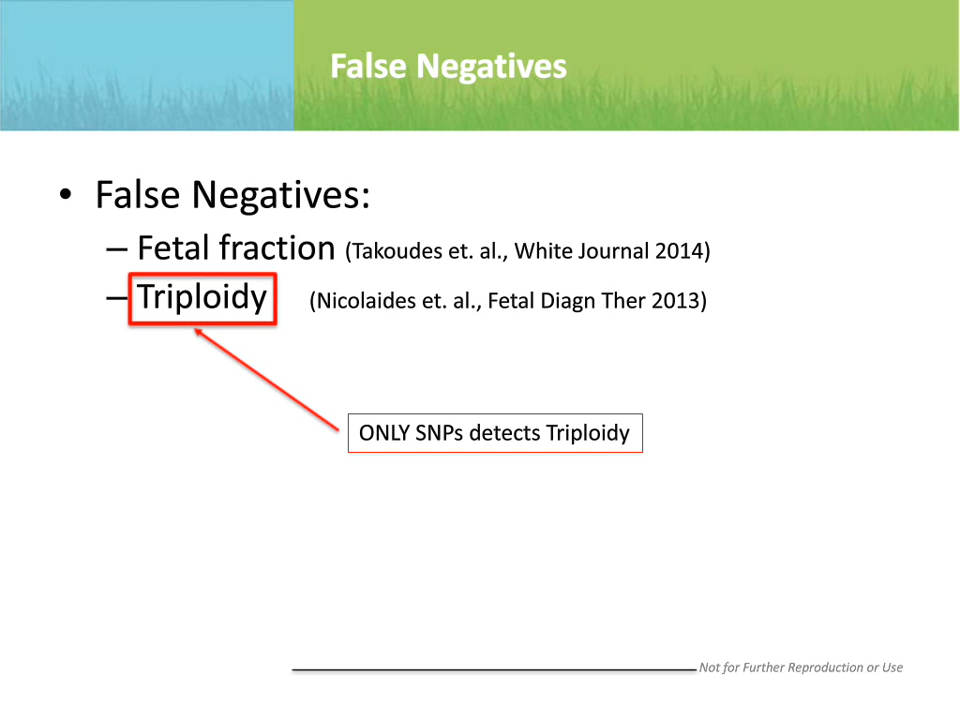 False Negatives
• False Negatives:
– Fetal fraction (Takoudes et. al., White Journal 2014)
– Triploidy (Nicolaides et. al., Fetal Diagn Ther 2013)
ONLY SNPs detects Triploidy
Not for Further Reproduction or Use